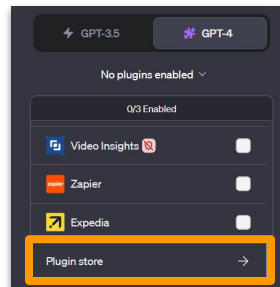 GPT-3.5 GPT-4
No plugins enabled
0/3 Enabled
Video Insights
zapier Zapier
Expedia
Plugin store